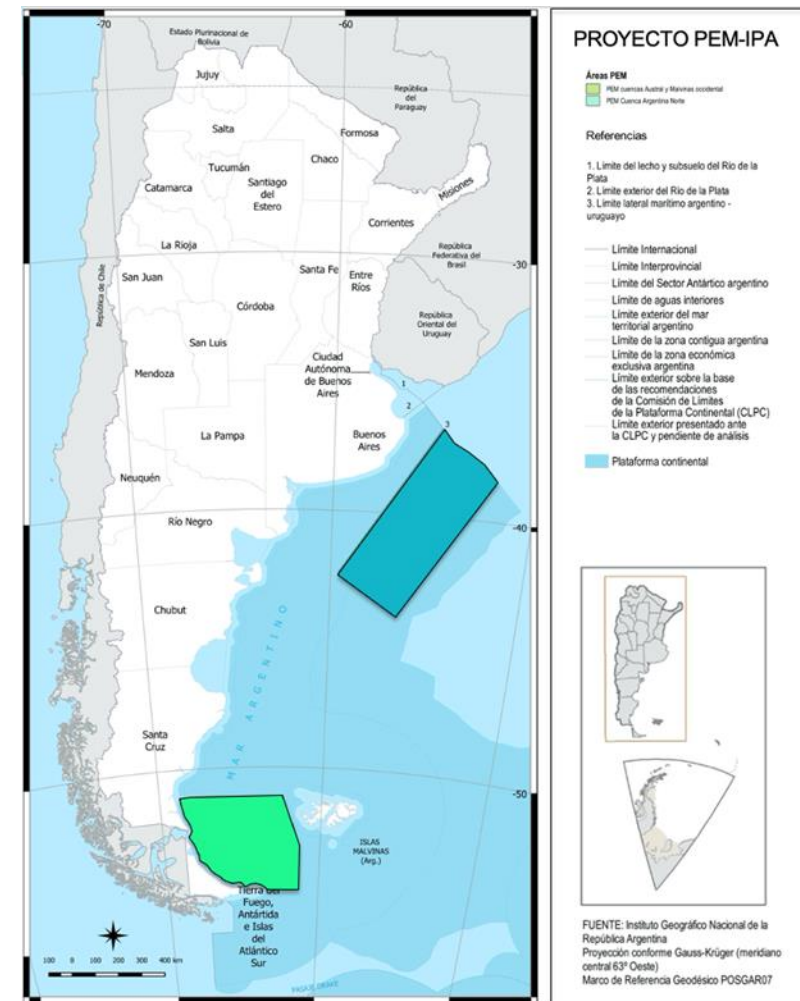 -70
-60
Estado Plurinacional de
Bolivia
Jujuy
República
del
Paraguay
Salta
Formosa
Chaco
Tucumán
Santiago
del
Estero
Catamarca
Misiones
Corrientes
La Rioja
República
Federativa del
Brasil
Santa Fe
Entre
Ríos
-30
San Juan
República de Chile
Córdoba
República
Oriental del
Uruguay
San Luis
Ciudad
Autónoma
de Buenos
Aires
Mendoza
1
2
3
La Pampa
Buenos
Aires
Neuquén
Río Negro
-40
Chubut
MAR ARGENTINO
Santa
Cruz
-50
ISLAS
MALVINAS
(Arg.)
Tierra del
Fuego,
Antártida
e Islas
del
Atlántico
Sur
100 0 100 200 300 400 km
PASAJE DRAKE
PROYECTO PEM-IPA
Áreas PEM
PEM cuencas Austral y Malvinas occidental
PEM Cuenca Argentina Norte
Referencias
1. Límite del lecho y subsuelo del Río de la
Plata
2. Límite exterior del Río de la Plata
3. Límite lateral marítimo argentino -
uruguayo
Límite Internacional
Límite Interprovincial
Límite del Sector Antártico argentino
Límite de aguas interiores
Límite exterior del mar
territorial argentino
Límite de la zona contigua argentina
Límite de la zona económica
exclusiva argentina
Límite exterior sobre la base
de las recomendaciones
de la Comisión de Límites
de la Plataforma Continental (CLPC)
Límite exterior presentado ante
la CLPC y pendiente de análisis
Plataforma continental
FUENTE: Instituto Geográfico Nacional de la
República Argentina
Proyección conforme Gauss-Krüger (meridiano
central 63º Oeste)
Marco de Referencia Geodésico POSGAR07